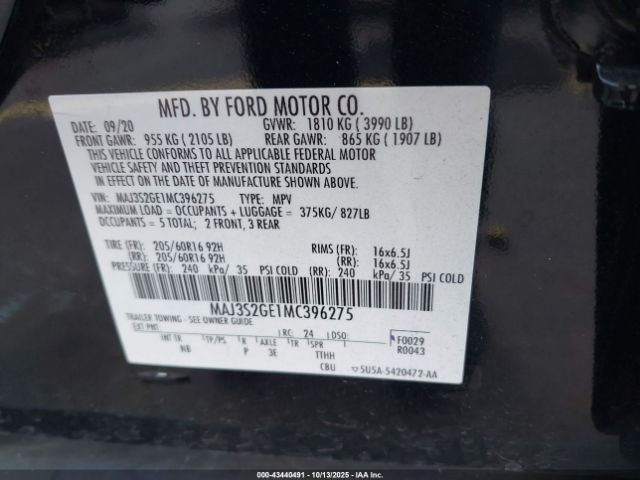 MFD. BY FORD MOTOR CO.
DATE: 09/20 GVWR: 1810 KG ( 3990 LB)
FRONT GAWR: 955 KG ( 2105 LB) REAR GAWR: 865 KG ( 1907 LB)
THIS VEHICLE CONFORMS TO ALL APPLICABLE FEDERAL MOTOR
VEHICLE SAFETY AND THEFT PREVENTION STANDARDS
IN EFFECT ON THE DATE OF MANUFACTURE SHOWN ABOVE.
VIN: MAJ3S2GE1MC396275 TYPE: MPV
MAXIMUM LOAD = OCCUPANTS + LUGGAGE = 375KG/ 827LB
OCCUPANTS = 5 TOTAL; 2 FRONT, 3 REAR
TIRE (FR): 205/60R16 92H RIMS (FR): 16x6.5J
(RR): 205/60R16 92H (RR): 16x6.5J
PRESSURE (FR): 240 kPa/ 35 PSI COLD (RR): 240 kPa/ 35 PSI COLD
MAJ3S2GE1MC396275
TRAILER TOWING - SEE OWNER GUIDE
EXT PNT: RC: 24 DSO: F0029
INT TR TP/PS R AXLE TR SPR R0043
NB P 3E TTHH
CBU 5U5A-5420472-AA
000-43440491 - 10/13/2025 - IAA Inc.